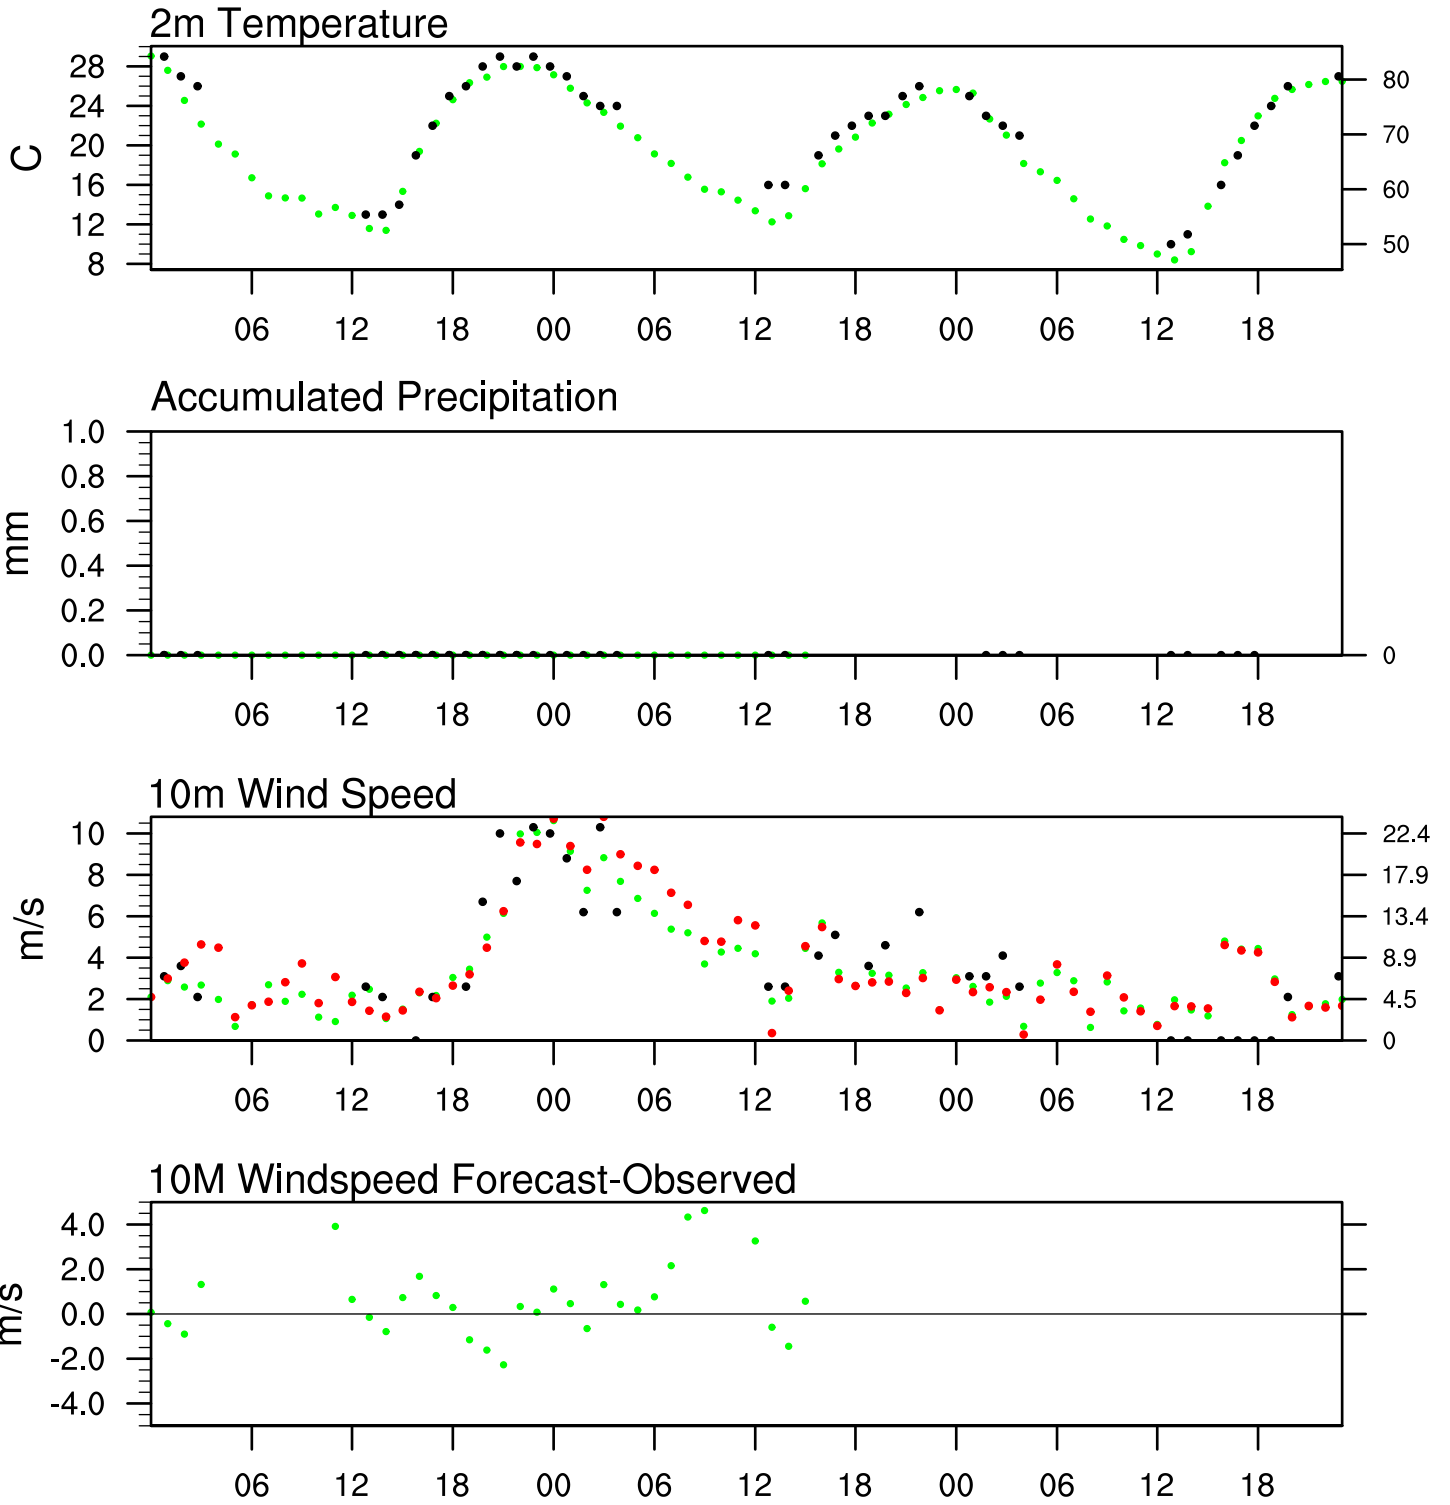 2m Temperature
28
24
20
16
12
8
C
80
70
60
50
06 12 18 00 06 12 18 00 06 12 18
Accumulated Precipitation
1.0
0.8
0.6
0.4
0.2
0.0
mm
0
06 12 18 00 06 12 18 00 06 12 18
10m Wind Speed
10
8
6
4
2
0
m/s
22.4
17.9
13.4
8.9
4.5
0
06 12 18 00 06 12 18 00 06 12 18
10M Windspeed Forecast-Observed
4.0
2.0
0.0
-2.0
-4.0
m/s
06 12 18 00 06 12 18 00 06 12 18